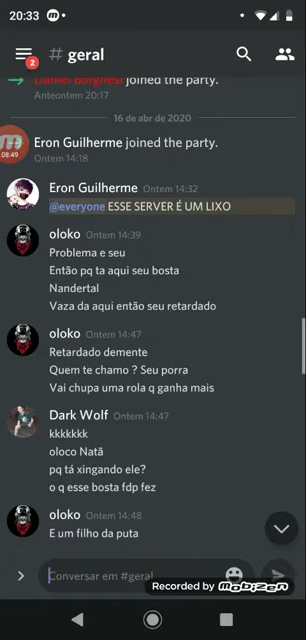 20:33
# geral
2
Daniel Borghess joined the party.
Anteontem 20:17
16 de abr de 2020
Eron Guilherme joined the party.
Ontem 14:18
08:49
Eron Guilherme Ontem 14:32
@everyone ESSE SERVER É UM LIXO
oloko Ontem 14:39
Problema e seu
Então pq ta aqui seu bosta
Nandertal
Vaza da aqui então seu retardado
oloko Ontem 14:47
Retardado demente
Quem te chamo ? Seu porra
Vai chupa uma rola q ganha mais
Dark Wolf Ontem 14:47
kkkkkkk
oloco Natã
pq tá xingando ele?
o q esse bosta fdp fez
oloko Ontem 14:48
E um filho da puta
Conversar em #geral
Recorded by mobizen